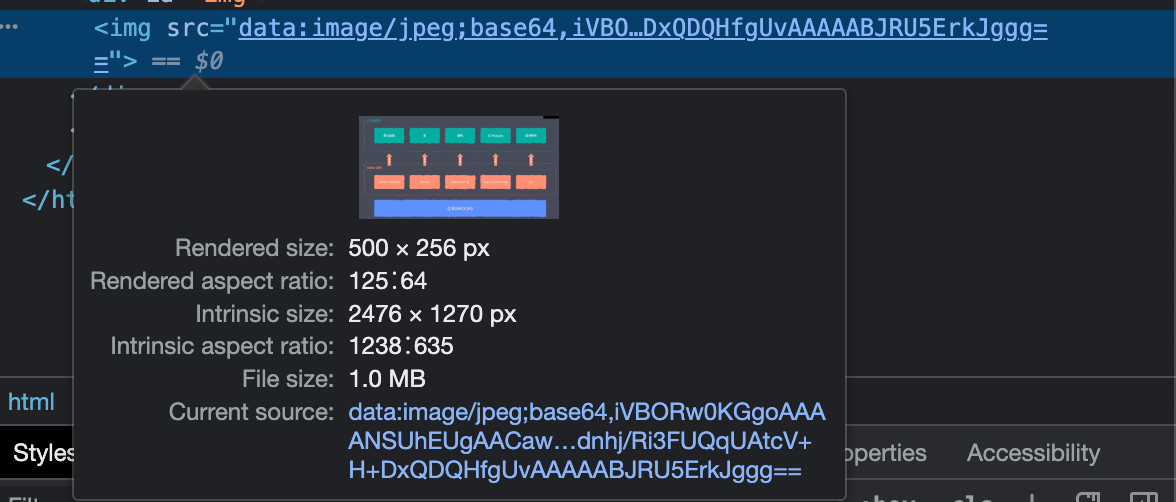 <img src="data:image/jpeg;base64,iVBO…DxQDQHfgUvAAAAABJRU5ErkJggg=
="> == $0
</
</ht
Rendered size: 500 × 256 px
Rendered aspect ratio: 125∶64
Intrinsic size: 2476 × 1270 px
Intrinsic aspect ratio: 1238∶635
File size: 1.0 MB
Current source: data:image/jpeg;base64,iVBORw0KGgoAAA
ANSUhEUgAACaw…dnhj/Ri3FUQqUAtcV+
H+DxQDQHfgUvAAAAABJRU5ErkJggg==
html
Styles
operties
Accessibility